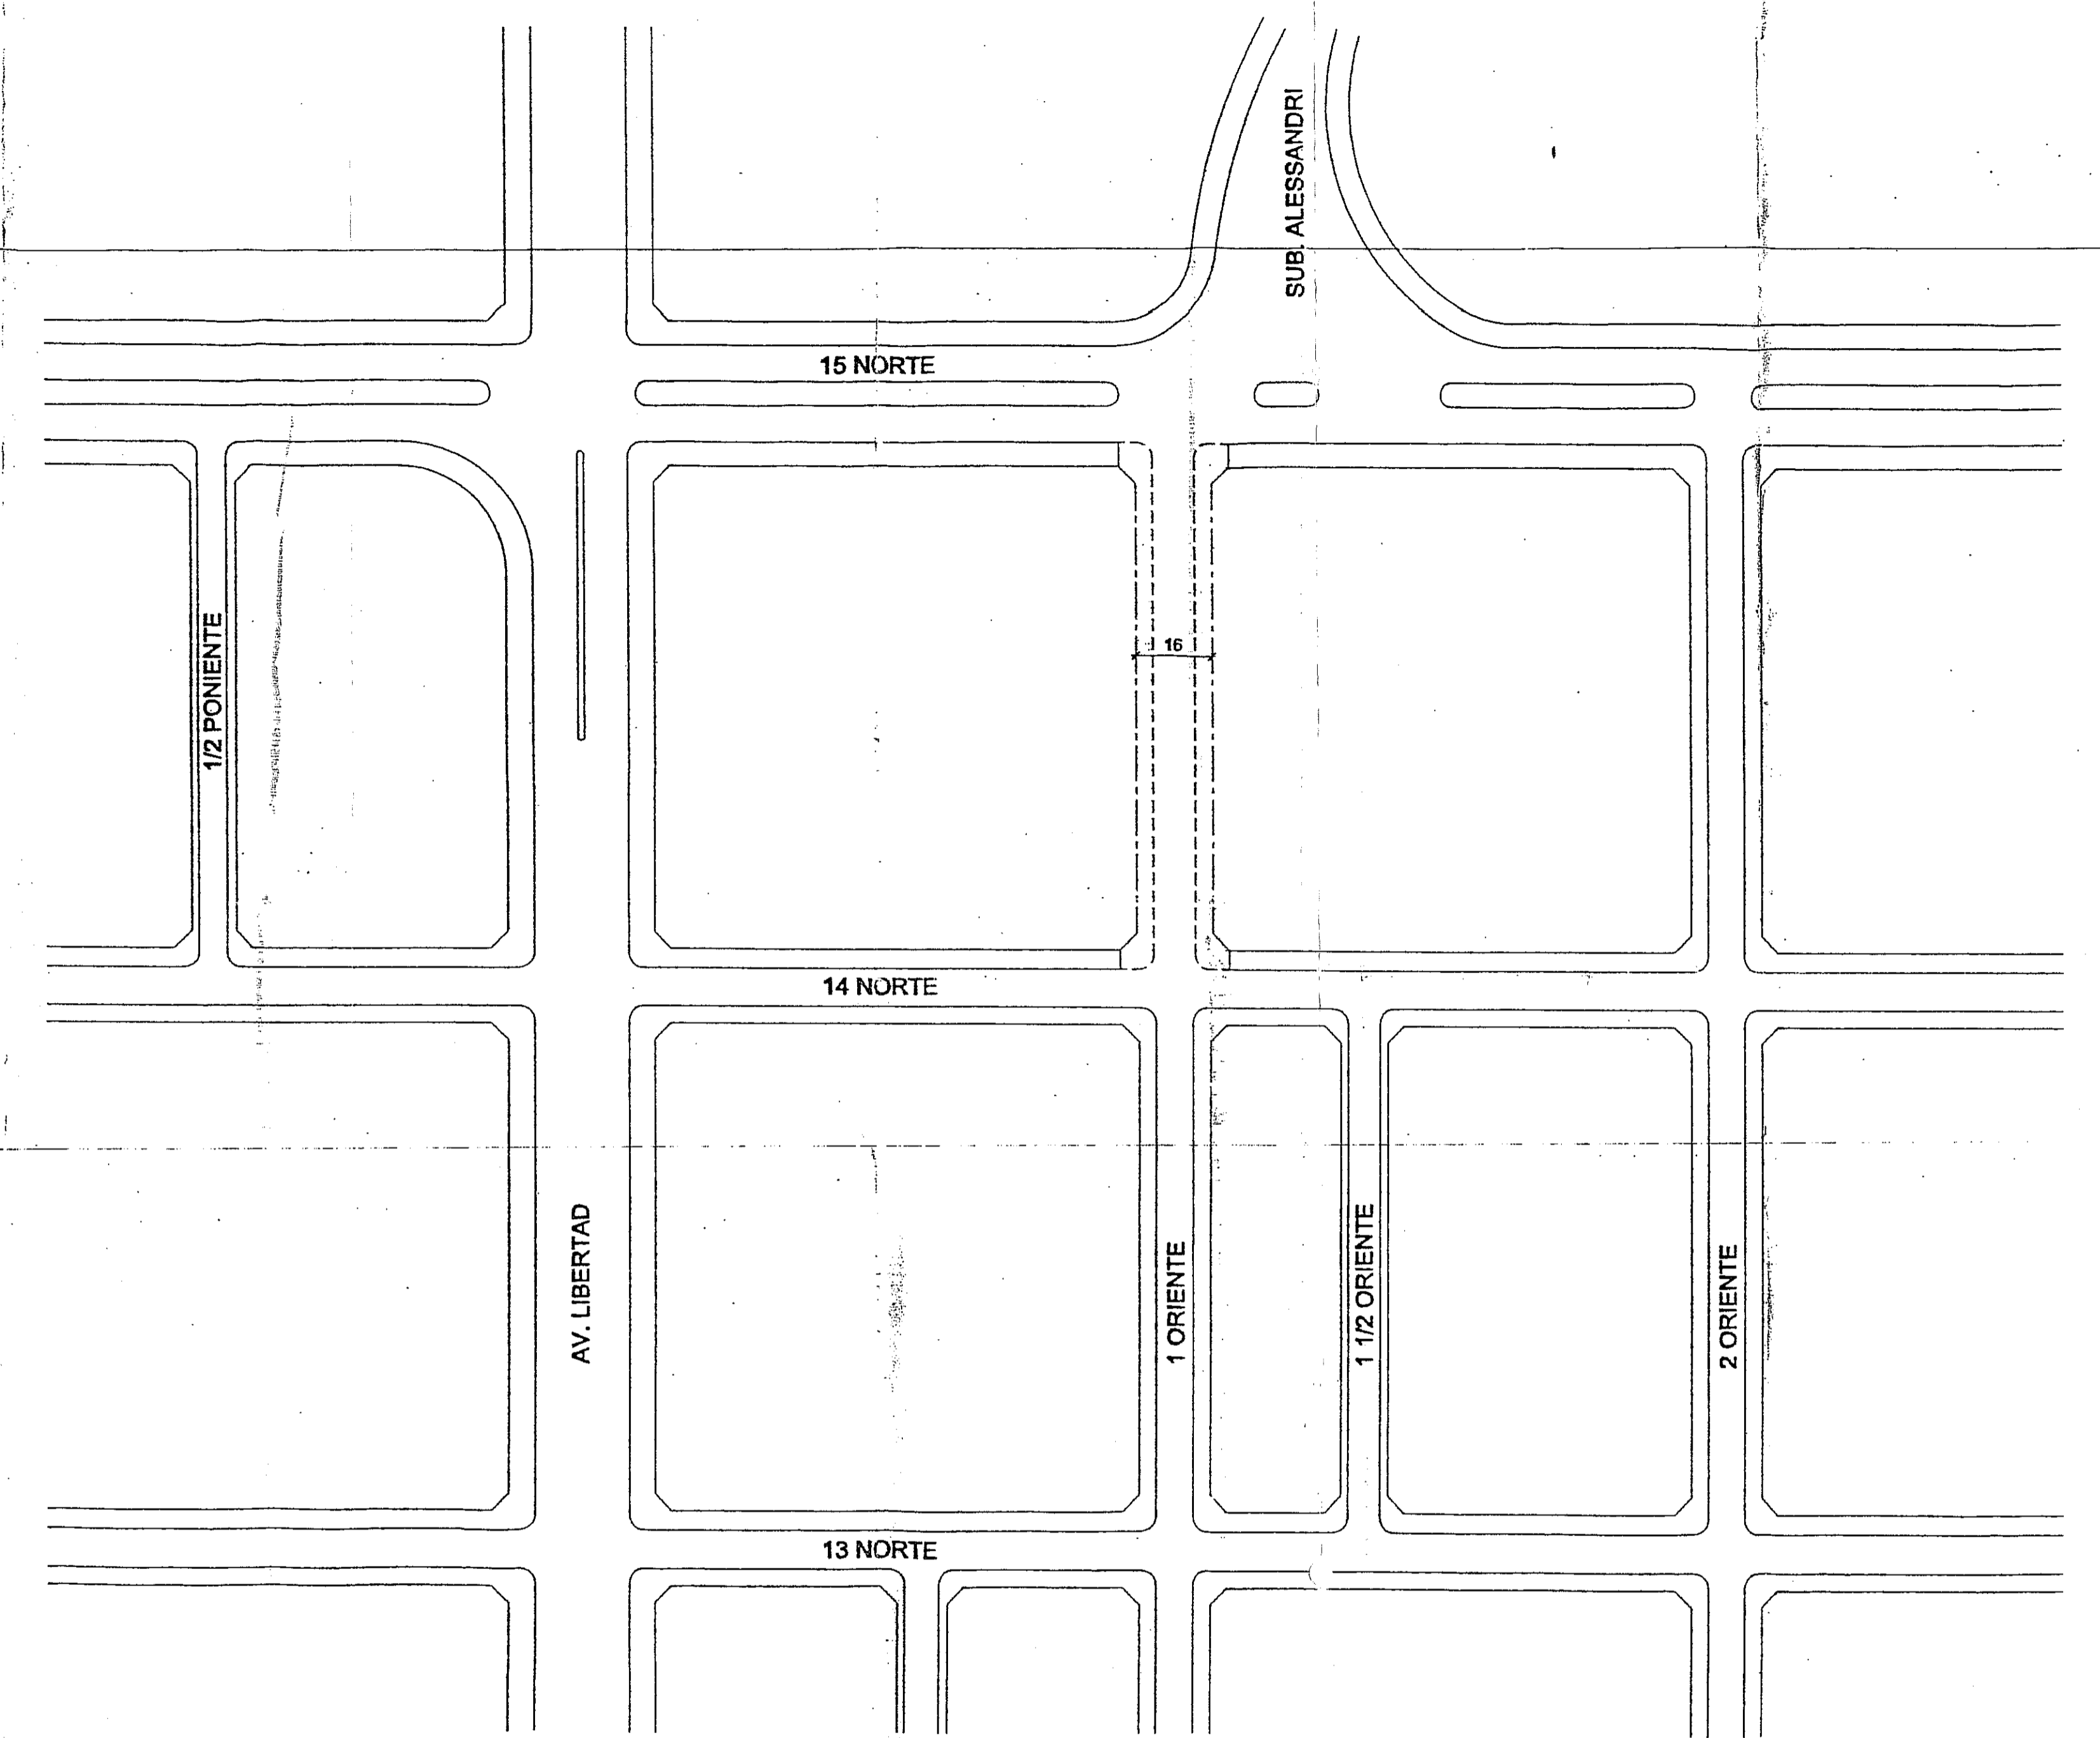 SUB. ALESSANDRI
15 NORTE
1/2 PONIENTE
16
14 NORTE
AV. LIBERTAD
1 ORIENTE
1 1/2 ORIENTE
2 ORIENTE
13 NORTE